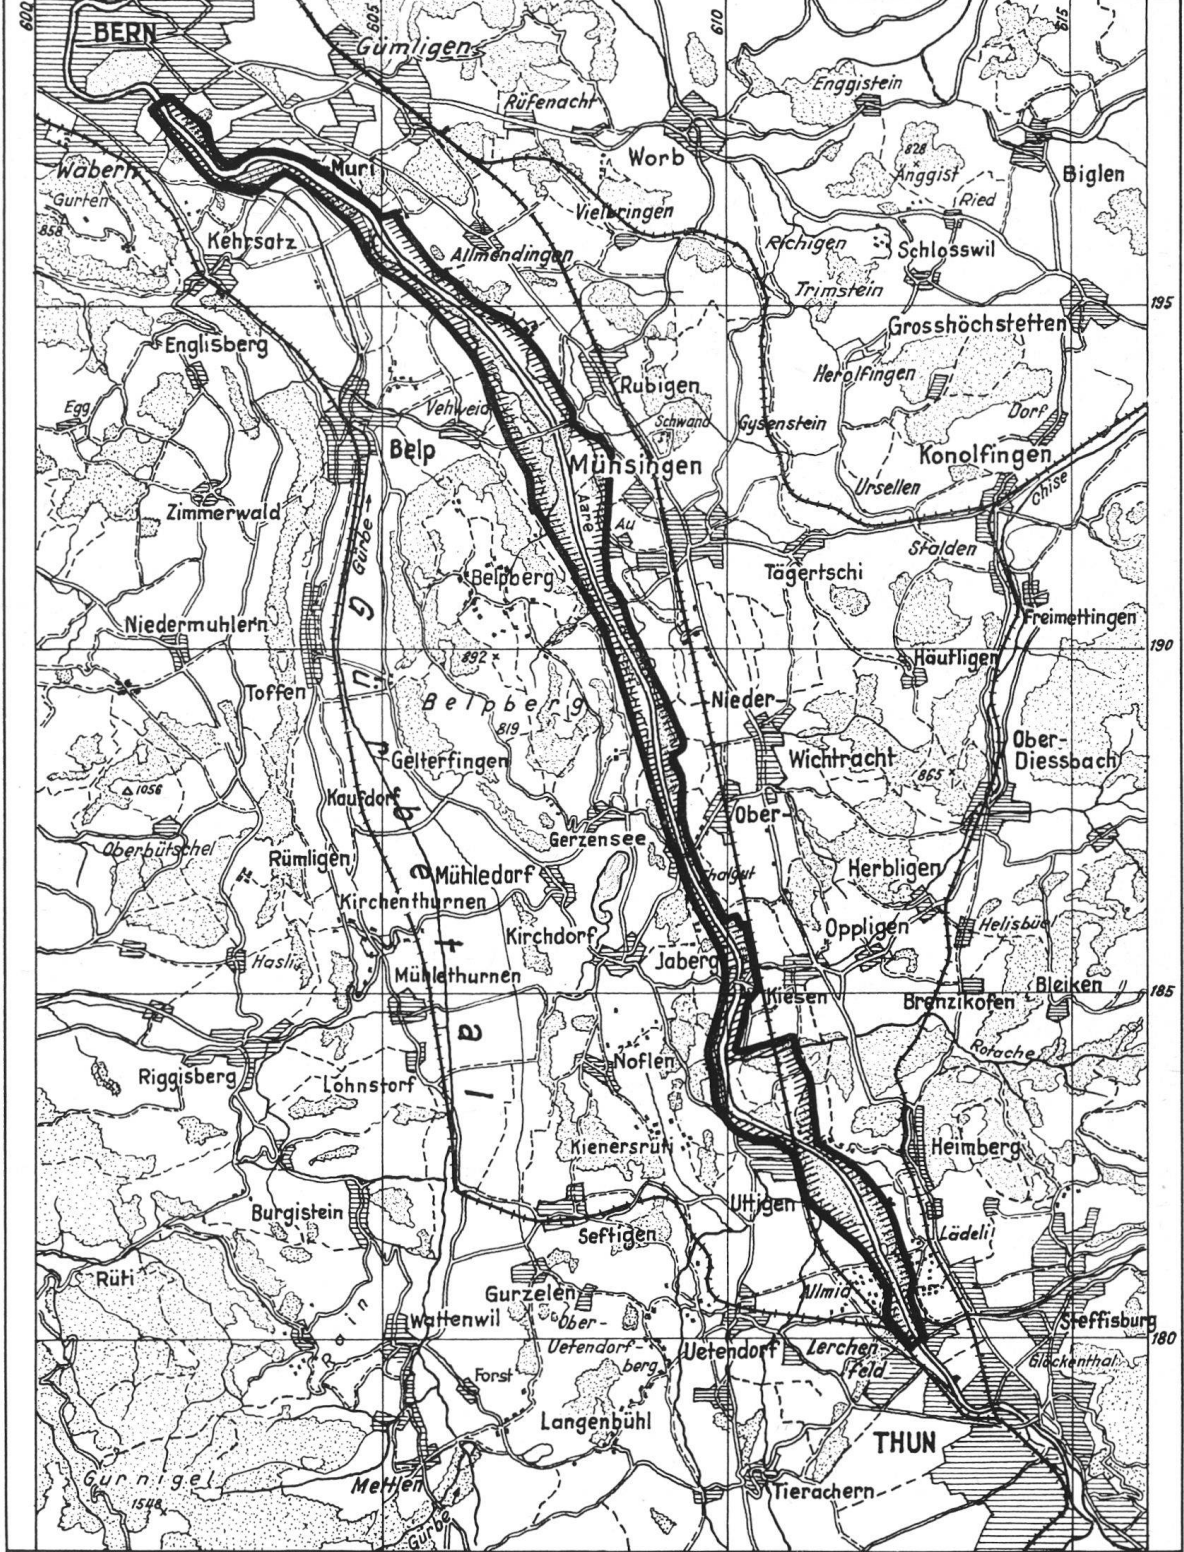 600
605
610
615
BERN
Gümligen
Enggistein
Rüfenacht
Wabern
Muri
Worb
828
Änggist
Biglen
Gurten
858
Vielbringen
Ried
Kehrsatz
Allmendingen
Richigen
Schlosswil
Trimstein
195
Grosshöchstetten
Englisberg
Rubigen
Herolfingen
Egg
Vehweid
Schwand
Gysenstein
Dorf
Belp
Münsingen
Konolfingen
Zimmerwald
Aare
Ursellen
Chise
Au
Gürbe
Stalden
Belpberg
Tägertschi
Niedermuhlern
Freimettingen
892
Häutligen
190
Toffen
Belpberg
Nieder-
819
Wichtracht
Ober-
Diessbach
Gelterfingen
865
1056
Kaufdorf
Ober-
Oberbütschel
Gerzensee
Rümligen
Mühledorf
Thalgut
Herbligen
Kirchenthurnen
Kirchdorf
Oppligen
Helisbüel
Hasli
Jaberg
Mühlethurnen
Kiesen
Brenzikofen
Bleiken
185
Gürbetal
Rotache
Riggisberg
Lohnstorf
Noflen
Kienersrüti
Heimberg
Burgistein
Uttigen
Seftigen
Lädeli
Rüti
Gurzelen
Allmid
Wattenwil
Ober-
Uetendorf-
berg
Uetendorf
Lerchen-
feld
Steffisburg
180
Glockenthal
Forst
Langenbühl
THUN
Gurnigel
1548
Mettlen
Tierachern
Gürbe